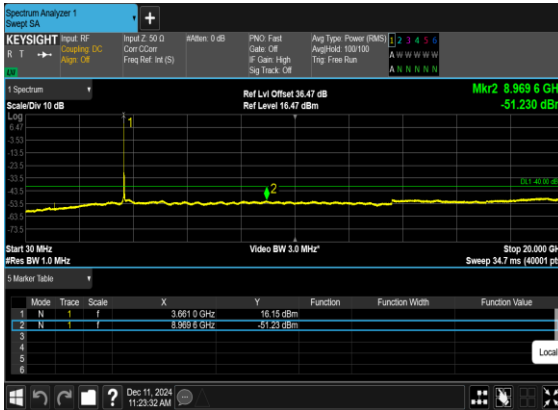 Spectrum Analyzer 1
Swept SA
+
KEYSIGHT
R T
LXI
Input: RF
Coupling: DC
Align: Off
Input Z: 50 Ω
Corr CCorr
Freq Ref: Int (S)
#Atten: 0 dB
PNO: Fast
Gate: Off
IF Gain: High
Sig Track: Off
Avg Type: Power (RMS)
Avg|Hold: 100/100
Trig: Free Run
1 2 3 4 5 6
A W W W W W
A N N N N N
1 Spectrum
Scale/Div 10 dB
Ref Lvl Offset 36.47 dB
Ref Level 16.47 dBm
Mkr2 8.969 6 GH
-51.230 dBr
Log
6.47
-3.53
-13.5
-23.5
-33.5
-43.5
-53.5
-63.5
-73.5
1
2
DL1 -40.00 dB
Start 30 MHz
#Res BW 1.0 MHz
Video BW 3.0 MHz*
Stop 20.000 GH
Sweep 34.7 ms (40001 pt
5 Marker Table
Mode Trace Scale X Y Function Function Width Function Value
1 N 1 f 3.661 0 GHz 16.15 dBm
2 N 1 f 8.969 6 GHz -51.23 dBm
3
4
5
6
Local
?
Dec 11, 2024
11:23:32 AM